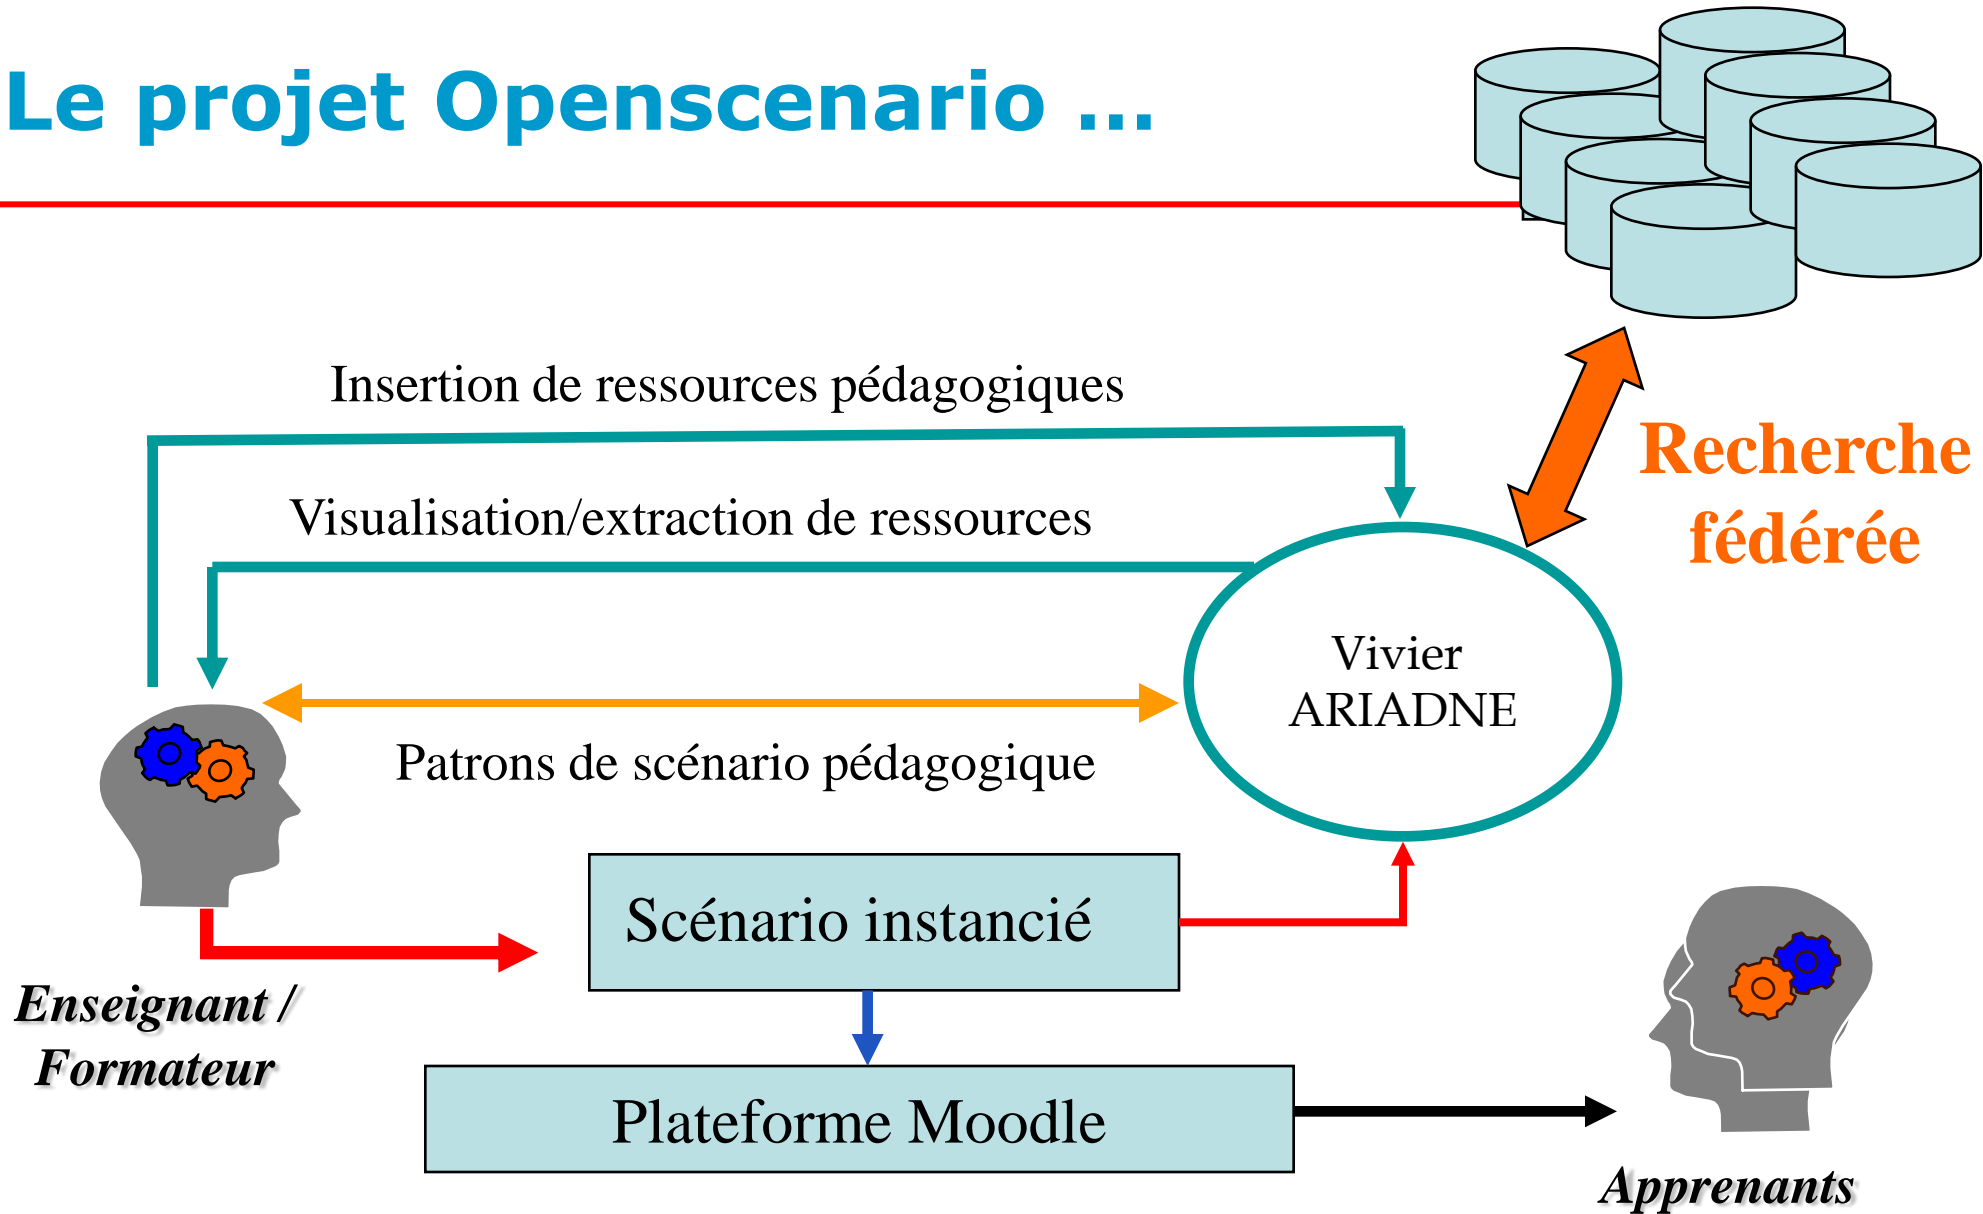 Le projet Openscenario ...
Insertion de ressources pédagogiques
Recherche
fédérée
Visualisation/extraction de ressources
Vivier
ARIADNE
Patrons de scénario pédagogique
Scénario instancié
Enseignant /
Formateur
Plateforme Moodle
Apprenants